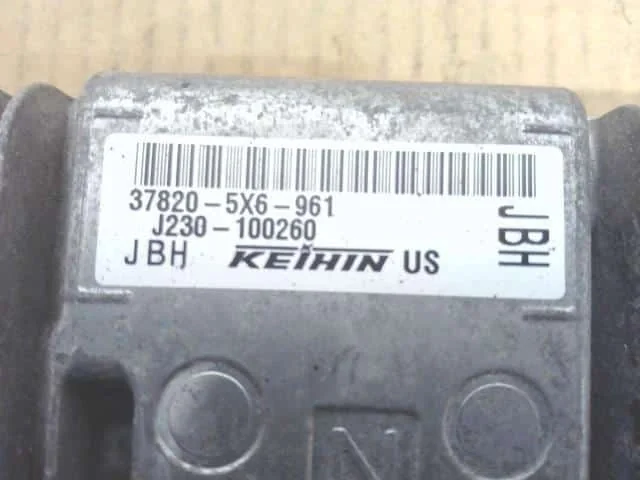 37820-5X6-961
J230-100260
JBH KEIHIN US
JBH
N